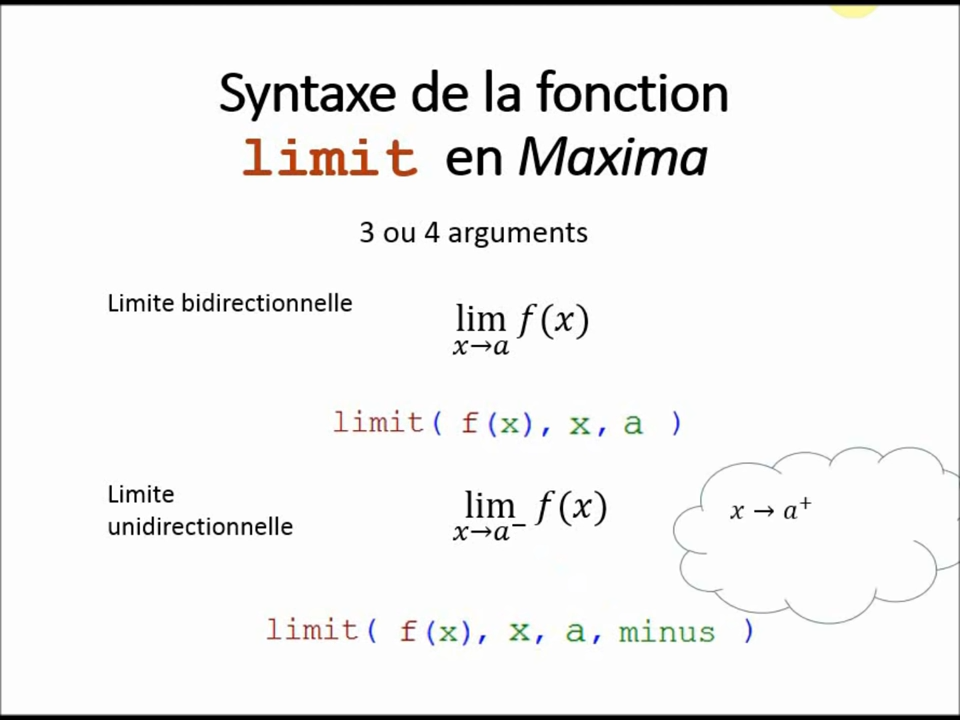 Syntaxe de la fonction
limit en Maxima
3 ou 4 arguments
Limite bidirectionnelle
lim f(x)
x→a
limit( f(x), x, a )
Limite
unidirectionnelle
lim f(x)
x→a⁻
x → a⁺
limit( f(x), x, a, minus )